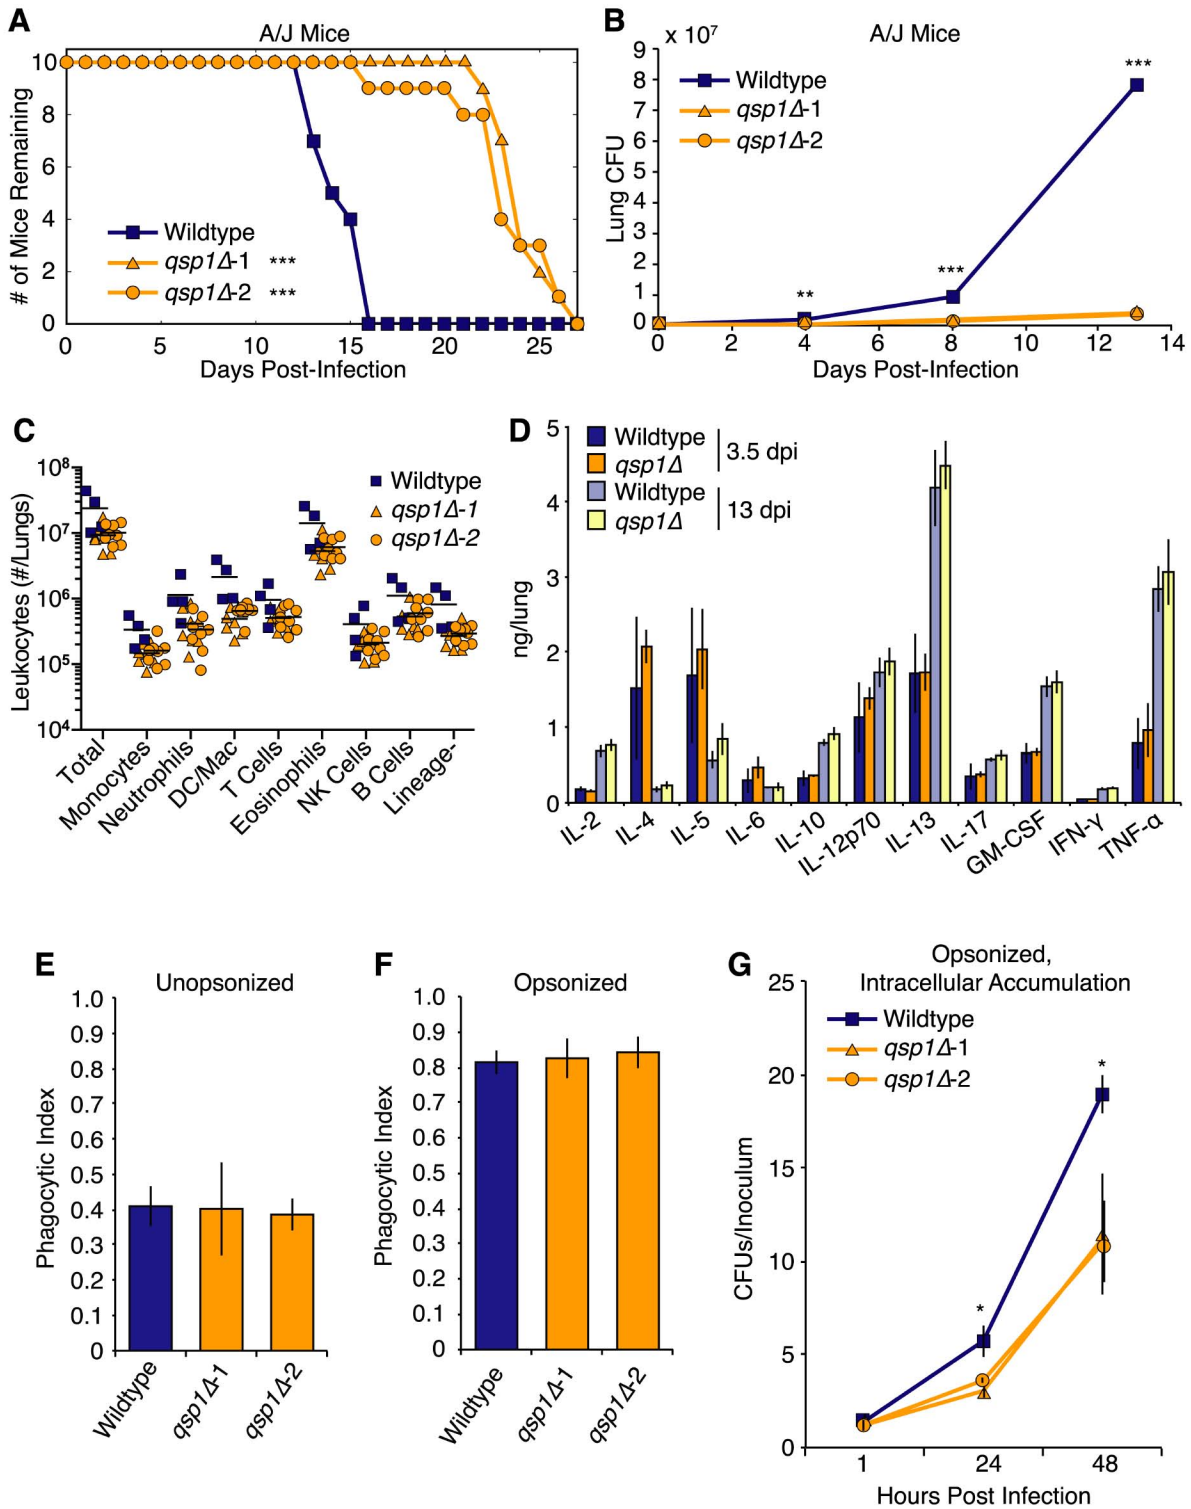 A
A/J Mice
# of Mice Remaining
10
8
6
4
2
0
Wildtype
qsp1Δ-1 ***
qsp1Δ-2 ***
0 5 10 15 20 25
Days Post-Infection
B
x 10⁷
A/J Mice
Lung CFU
9
8
7
6
5
4
3
2
1
0
Wildtype
qsp1Δ-1
qsp1Δ-2
**
***
***
0 2 4 6 8 10 12 14
Days Post-Infection
C
Leukocytes (#/Lungs)
10⁸
10⁷
10⁶
10⁵
10⁴
Wildtype
qsp1Δ-1
qsp1Δ-2
Total
Monocytes
Neutrophils
DC/Mac
T Cells
Eosinophils
NK Cells
B Cells
Lineage-
D
ng/lung
5
4
3
2
1
0
Wildtype
qsp1Δ
3.5 dpi
Wildtype
qsp1Δ
13 dpi
IL-2
IL-4
IL-5
IL-6
IL-10
IL-12p70
IL-13
IL-17
GM-CSF
IFN-γ
TNF-α
E
Unopsonized
Phagocytic Index
1.0
0.9
0.8
0.7
0.6
0.5
0.4
0.3
0.2
0.1
0
Wildtype
qsp1Δ-1
qsp1Δ-2
F
Opsonized
Phagocytic Index
1.0
0.9
0.8
0.7
0.6
0.5
0.4
0.3
0.2
0.1
0
Wildtype
qsp1Δ-1
qsp1Δ-2
G
Opsonized,
Intracellular Accumulation
CFUs/Inoculum
25
20
15
10
5
0
Wildtype
qsp1Δ-1
qsp1Δ-2
*
*
1 24 48
Hours Post Infection